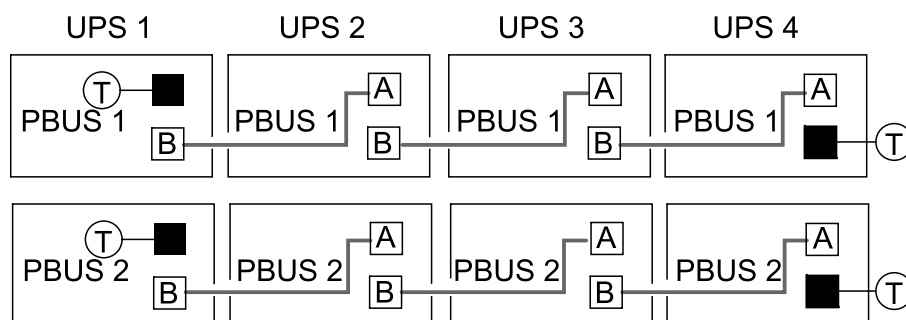 UPS 1 UPS 2 UPS 3 UPS 4
T A A A
PBUS 1 PBUS 1 PBUS 1 PBUS 1
B B B T
T A A A
PBUS 2 PBUS 2 PBUS 2 PBUS 2
B B B T